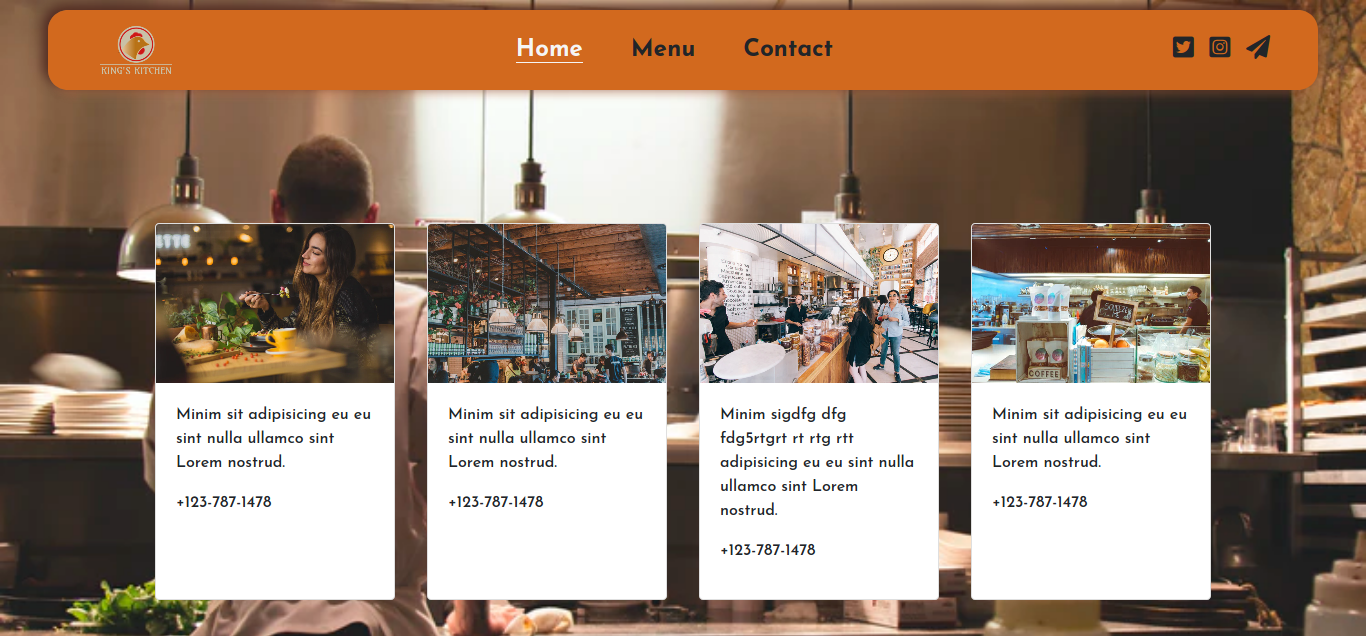 KING'S KITCHEN
Home Menu Contact
ETTE
Minim sit adipisicing eu eu
sint nulla ullamco sint
Lorem nostrud.
+123-787-1478
Minim sit adipisicing eu eu
sint nulla ullamco sint
Lorem nostrud.
+123-787-1478
Minim sigdfg dfg
fdg5rtgrt rt rtg rtt
adipisicing eu eu sint nulla
ullamco sint Lorem
nostrud.
+123-787-1478
COFFEE
Minim sit adipisicing eu eu
sint nulla ullamco sint
Lorem nostrud.
+123-787-1478